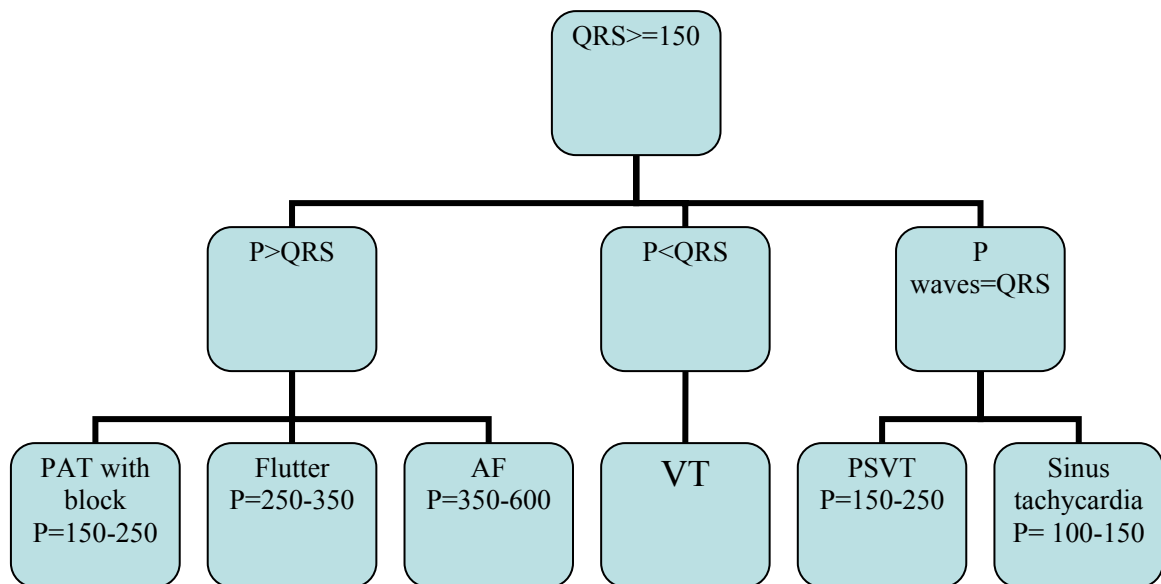 QRS>=150
P>QRS
P<QRS
P
waves=QRS
PAT with
block
P=150-250
Flutter
P=250-350
AF
P=350-600
VT
PSVT
P=150-250
Sinus
tachycardia
P= 100-150